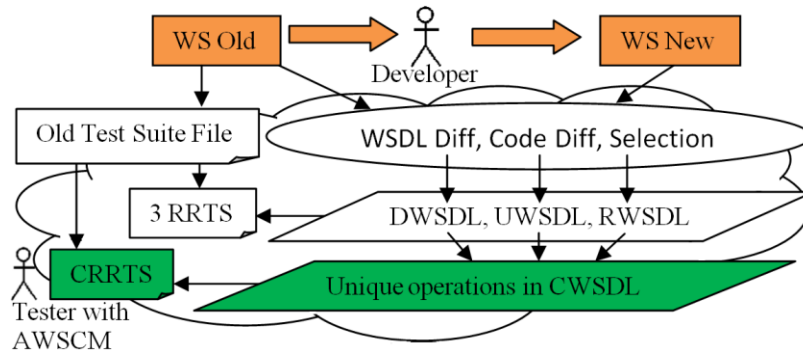 WS Old
WS New
Developer
Old Test Suite File
WSDL Diff, Code Diff, Selection
3 RRTS
DWSDL, UWSDL, RWSDL
CRRTS
Unique operations in CWSDL
Tester with
AWSCM